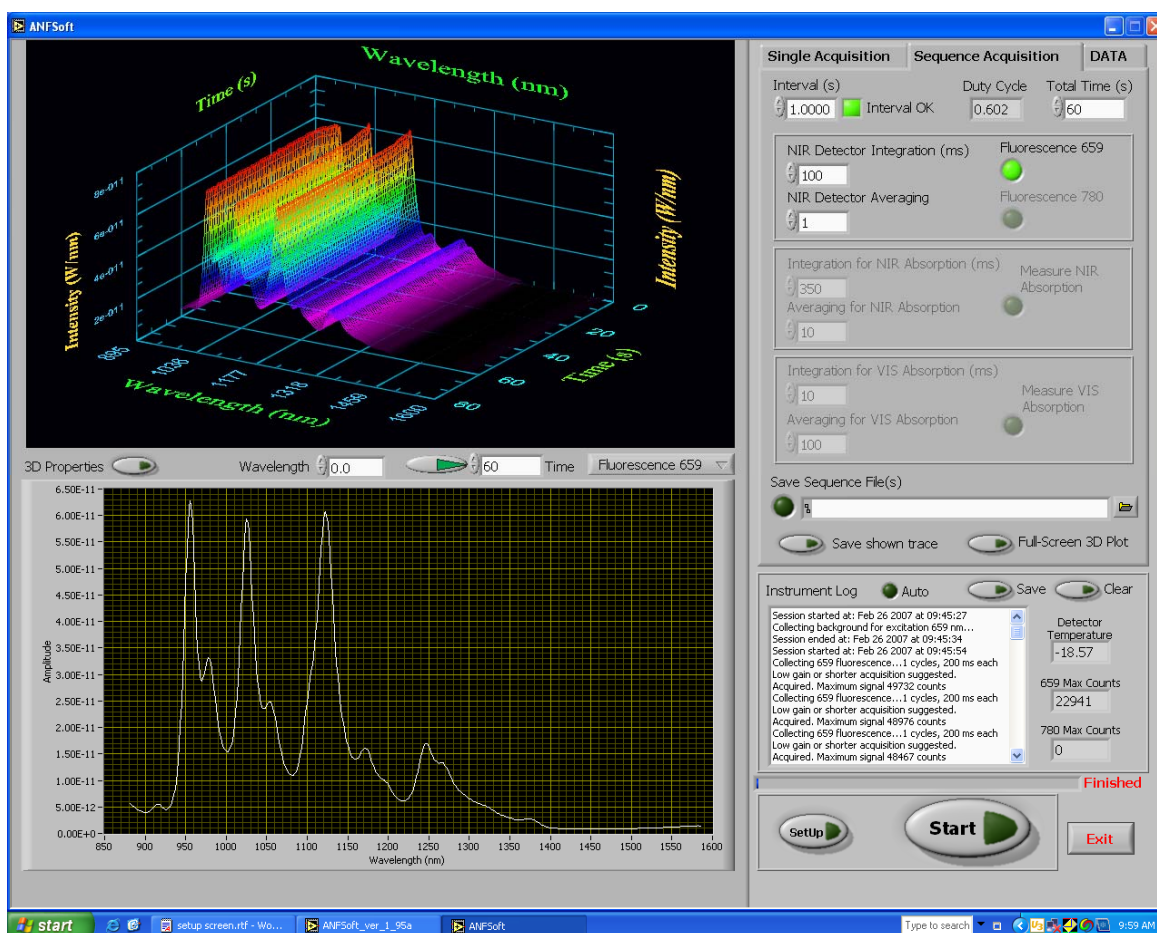 ANFSoft
Wavelength (nm)
Time (s)
8e-011
6e-011
4e-011
2e-011
Intensity (W/nm)
Intensity (W/nm)
895
1036
1177
1318
1459
1600
Wavelength (nm)
0
20
40
60
60
Time (s)
3D Properties
Wavelength
0.0
60
Time
Fluorescence 659
6.50E-11
6.00E-11
5.50E-11
5.00E-11
4.50E-11
4.00E-11
3.50E-11
3.00E-11
2.50E-11
2.00E-11
1.50E-11
1.00E-11
5.00E-12
0.00E+0
Amplitude
850 900 950 1000 1050 1100 1150 1200 1250 1300 1350 1400 1450 1500 1550 1600
Wavelength (nm)
Single Acquisition
Sequence Acquisition
DATA
Interval (s)
Duty Cycle
Total Time (s)
1.0000
Interval OK
0.602
60
NIR Detector Integration (ms)
Fluorescence 659
100
NIR Detector Averaging
Fluorescence 780
1
Integration for NIR Absorption (ms)
Measure NIR
Absorption
350
Averaging for NIR Absorption
10
Integration for VIS Absorption (ms)
Measure VIS
Absorption
10
Averaging for VIS Absorption
100
Save Sequence File(s)
Save shown trace
Full-Screen 3D Plot
Instrument Log
Auto
Save
Clear
Session started at: Feb 26 2007 at 09:45:27
Collecting background for excitation 659 nm...
Session ended at: Feb 26 2007 at 09:45:34
Session started at: Feb 26 2007 at 09:45:54
Collecting 659 fluorescence...1 cycles, 200 ms each
Low gain or shorter acquisition suggested.
Acquired. Maximum signal 49732 counts
Collecting 659 fluorescence...1 cycles, 200 ms each
Low gain or shorter acquisition suggested.
Acquired. Maximum signal 48976 counts
Collecting 659 fluorescence...1 cycles, 200 ms each
Low gain or shorter acquisition suggested.
Acquired. Maximum signal 48467 counts
Detector
Temperature
-18.57
659 Max Counts
22941
780 Max Counts
0
Finished
SetUp
Start
Exit
start
setup screen.rtf - Wo...
ANFSoft_ver_1_95a
ANFSoft
Type to search
9:59 AM